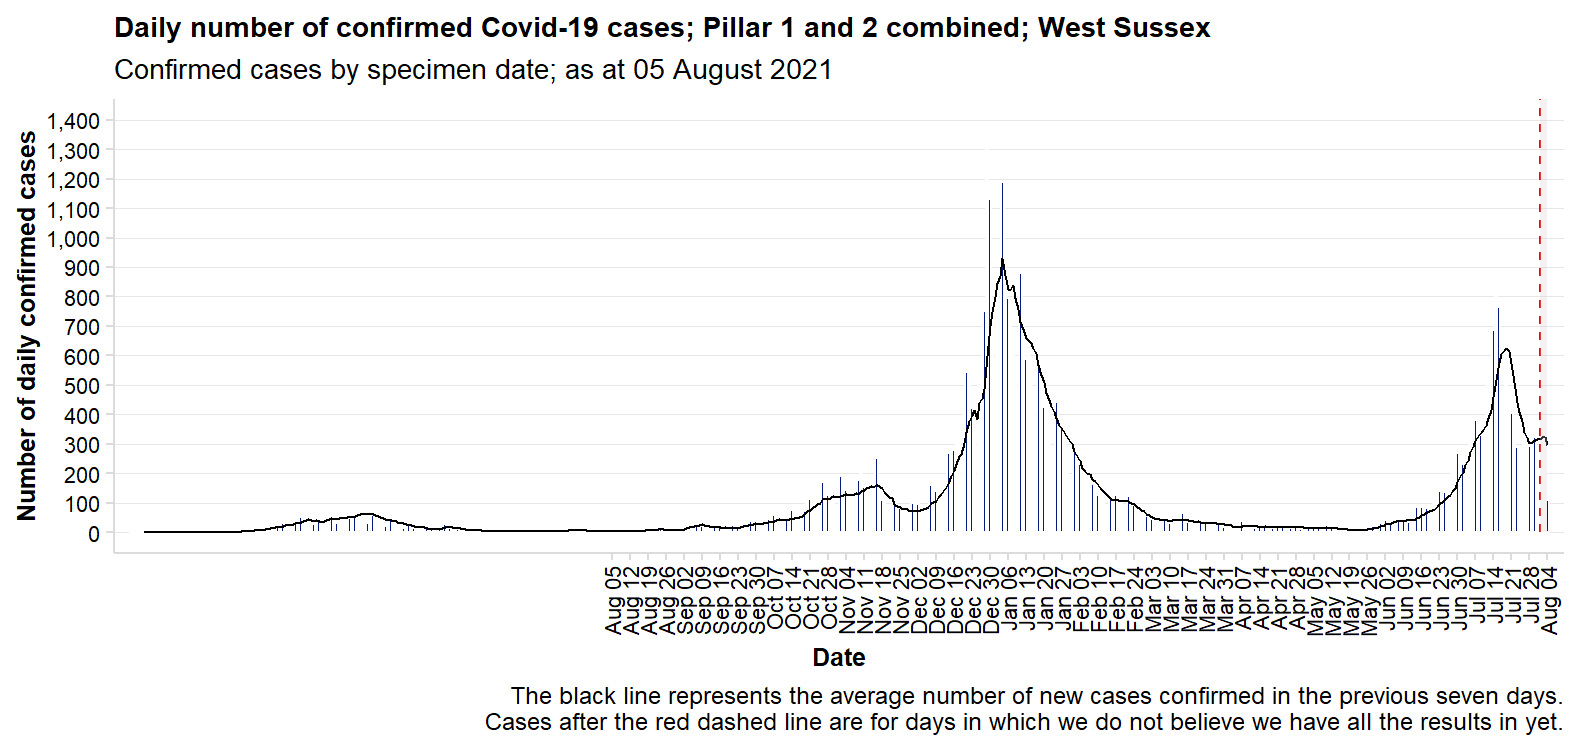 Daily number of confirmed Covid-19 cases; Pillar 1 and 2 combined; West Sussex
Confirmed cases by specimen date; as at 05 August 2021
Number of daily confirmed cases
1,400
1,300
1,200
1,100
1,000
900
800
700
600
500
400
300
200
100
0
Aug 05
Aug 12
Aug 19
Aug 26
Sep 02
Sep 09
Sep 16
Sep 23
Sep 30
Oct 07
Oct 14
Oct 21
Oct 28
Nov 04
Nov 11
Nov 18
Nov 25
Dec 02
Dec 09
Dec 16
Dec 23
Dec 30
Jan 06
Jan 13
Jan 20
Jan 27
Feb 03
Feb 10
Feb 17
Feb 24
Mar 03
Mar 10
Mar 17
Mar 24
Mar 31
Apr 07
Apr 14
Apr 21
Apr 28
May 05
May 12
May 19
May 26
Jun 02
Jun 09
Jun 16
Jun 23
Jun 30
Jul 07
Jul 14
Jul 21
Jul 28
Aug 04
Date
The black line represents the average number of new cases confirmed in the previous seven days.
Cases after the red dashed line are for days in which we do not believe we have all the results in yet.